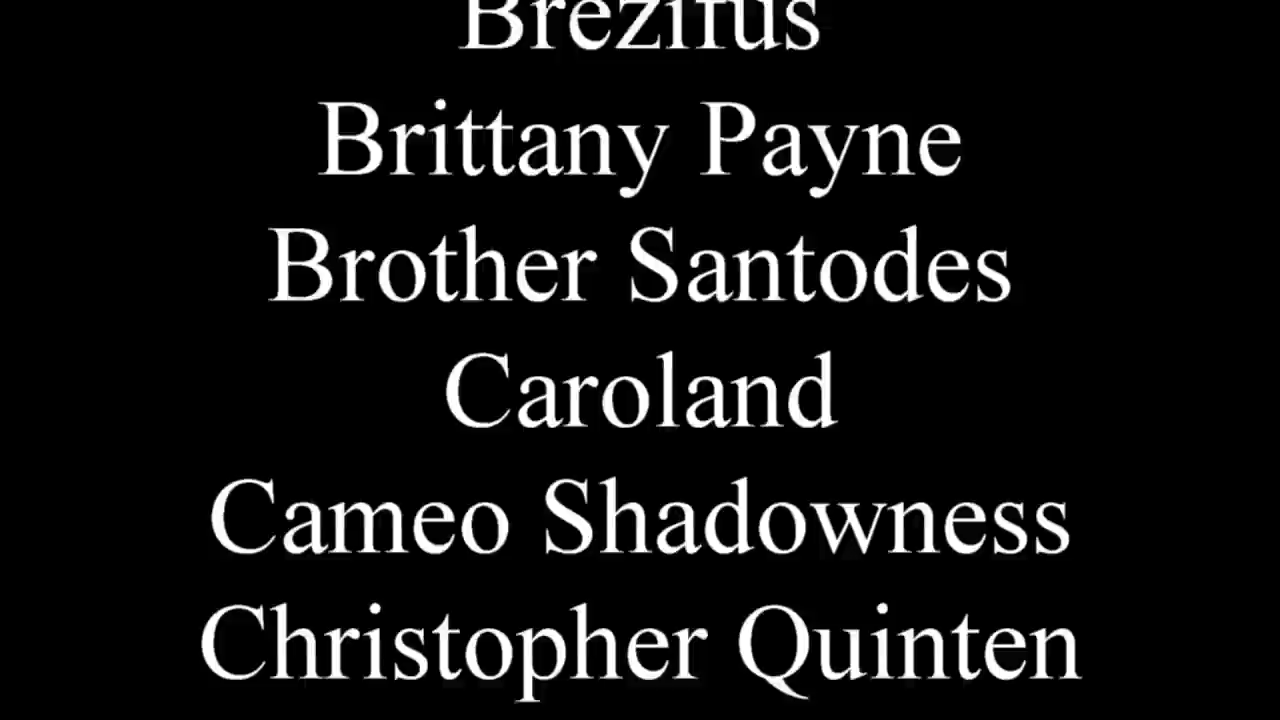 Brezifus
Brittany Payne
Brother Santodes
Caroland
Cameo Shadowness
Christopher Quinten